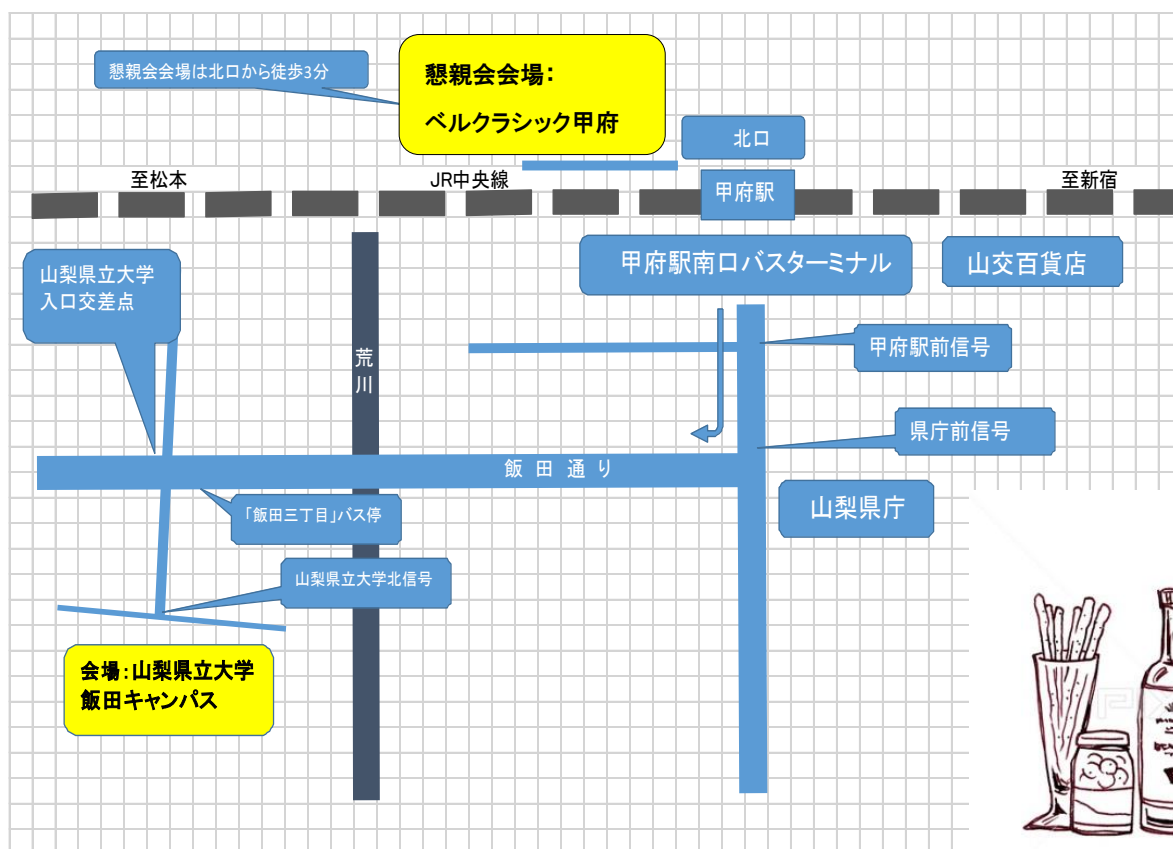 懇親会会場は北口から徒歩3分
懇親会会場：
ベルクラシック甲府
北口
至松本
JR中央線
甲府駅
至新宿
山梨県立大学
入口交差点
甲府駅南口バスターミナル
山交百貨店
荒川
甲府駅前信号
県庁前信号
飯田通り
「飯田三丁目」バス停
山梨県庁
山梨県立大学北信号
会場：山梨県立大学
飯田キャンパス